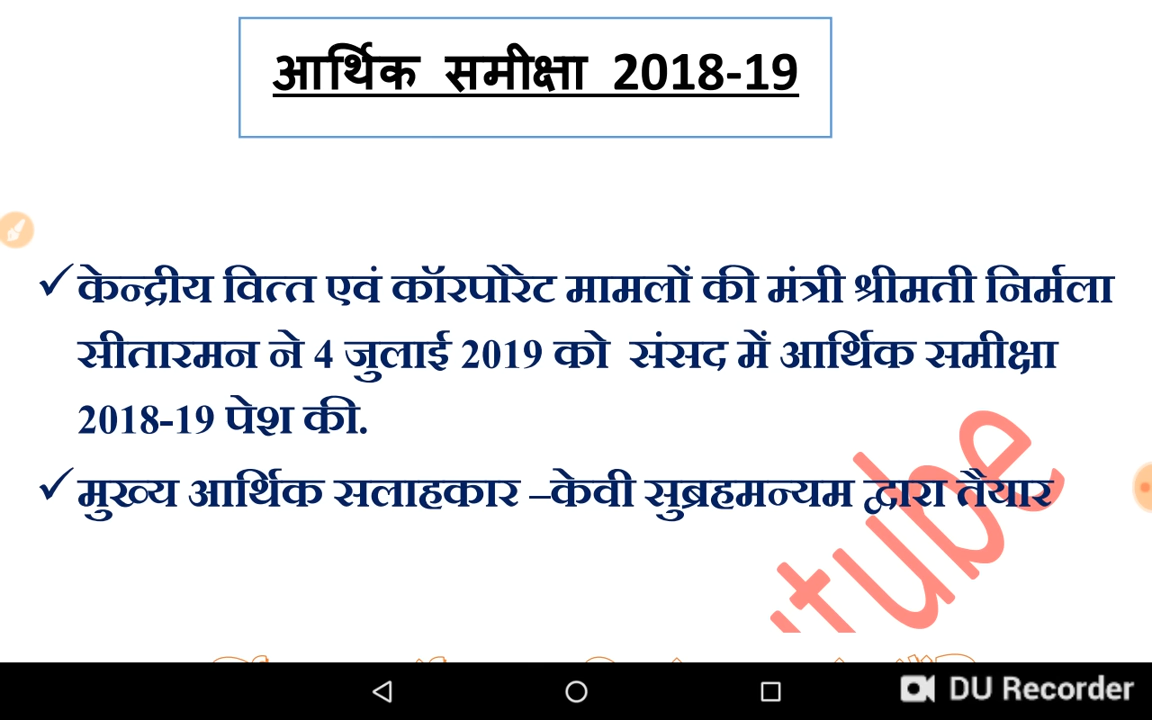 आर्थिक समीक्षा 2018-19
✓केन्द्रीय वित्त एवं कॉरपोरेट मामलों की मंत्री श्रीमती निर्मला
सीतारमन ने 4 जुलाई 2019 को संसद में आर्थिक समीक्षा
2018-19 पेश की.
✓मुख्य आर्थिक सलाहकार –केवी सुब्रहमन्यम द्वारा तैयार
tube
DU Recorder